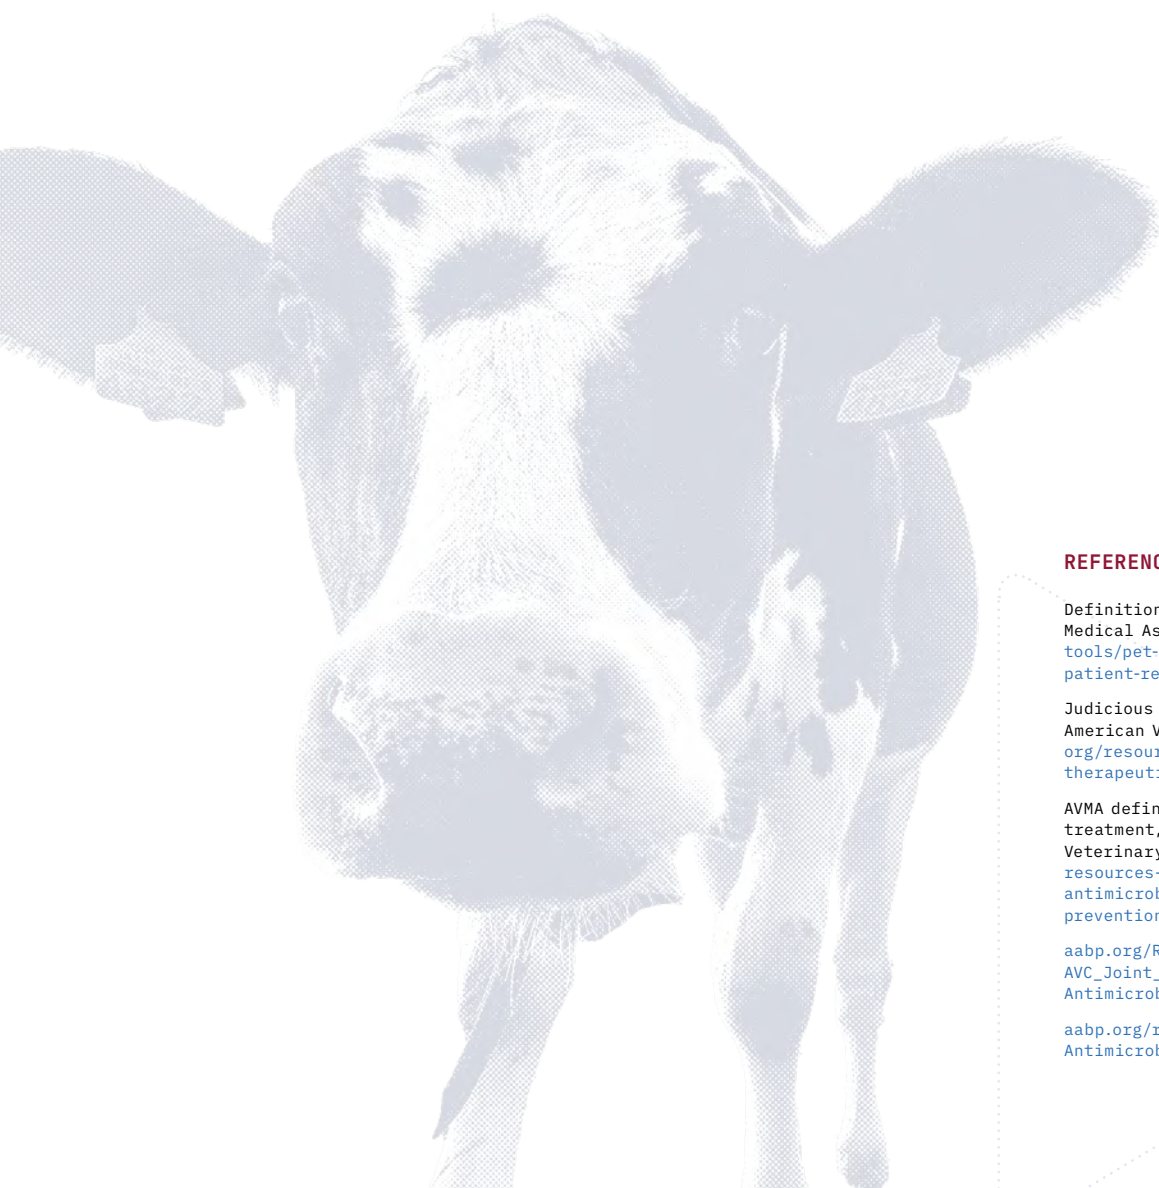 REFERENC
Definition
Medical As
tools/pet-
patient-re
Judicious
American V
org/resour
therapeuti
AVMA defin
treatment,
Veterinary
resources-
antimicrob
prevention
aabp.org/R
AVC_Joint_
Antimicrob
aabp.org/r
Antimicrob